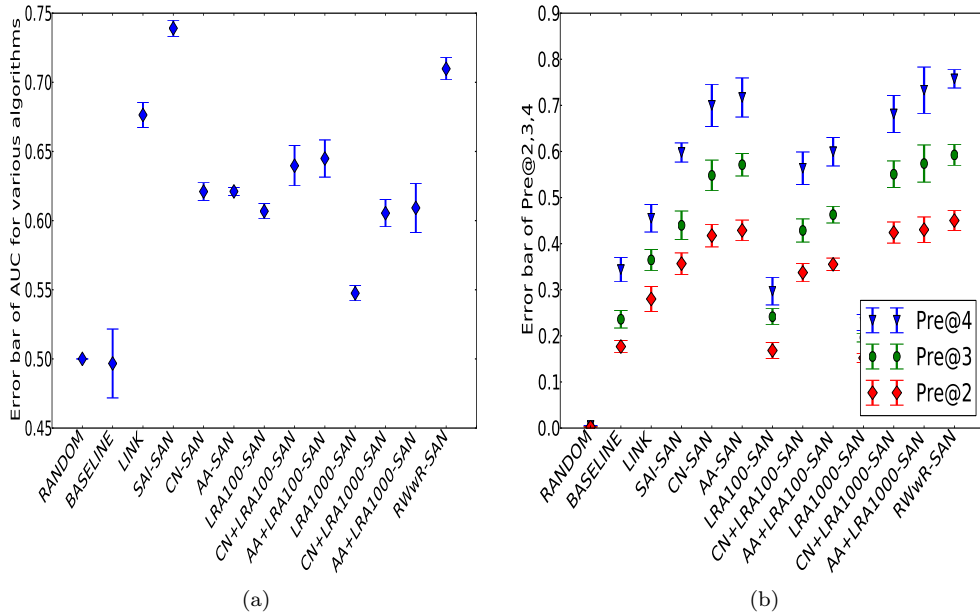 Error bar of AUC for various algorithms
0.75
0.70
0.65
0.60
0.55
0.50
0.45
RANDOM
BASELINE
LINK
SAI-SAN
CN-SAN
AA-SAN
LRA100-SAN
CN+LRA100-SAN
AA+LRA100-SAN
LRA1000-SAN
CN+LRA1000-SAN
AA+LRA1000-SAN
RWwR-SAN
(a)
Error bar of Pre@2,3,4
0.9
0.8
0.7
0.6
0.5
0.4
0.3
0.2
0.1
0.0
Pre@4
Pre@3
Pre@2
RANDOM
BASELINE
LINK
SAI-SAN
CN-SAN
AA-SAN
LRA100-SAN
CN+LRA100-SAN
AA+LRA100-SAN
LRA1000-SAN
CN+LRA1000-SAN
AA+LRA1000-SAN
RWwR-SAN
(b)